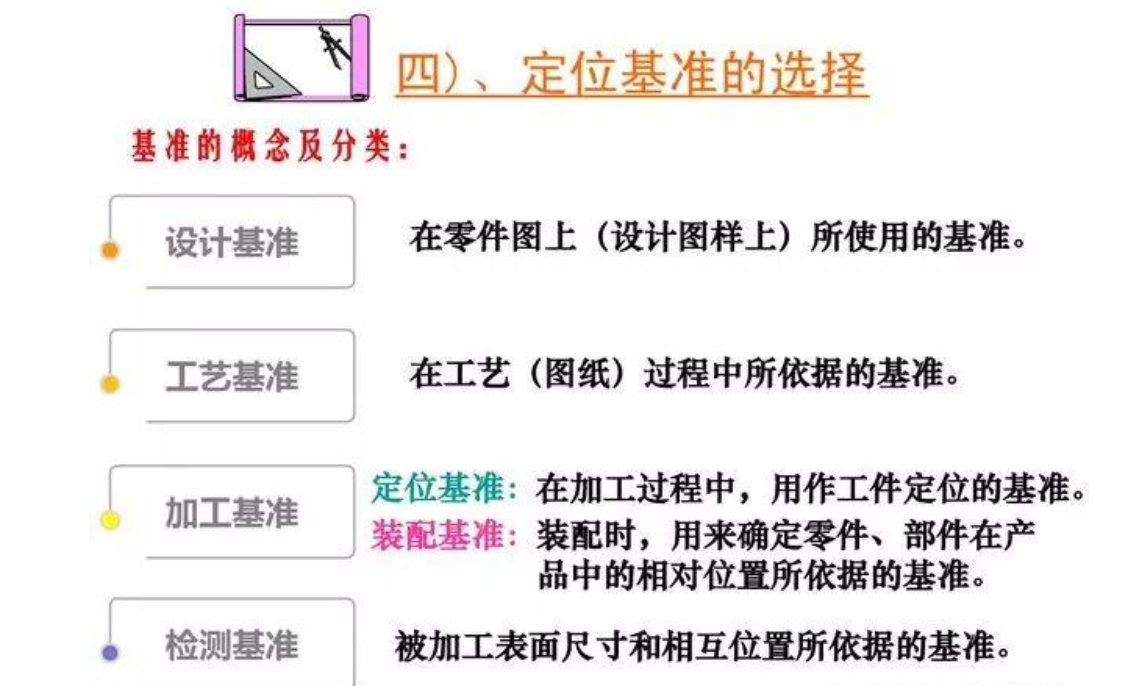 四）、定位基准的选择
基准的概念及分类：
设计基准
在零件图上（设计图样上）所使用的基准。
工艺基准
在工艺（图纸）过程中所依据的基准。
加工基准
定位基准：在加工过程中，用作工件定位的基准。
装配基准：装配时，用来确定零件、部件在产
品中的相对位置所依据的基准。
检测基准
被加工表面尺寸和相互位置所依据的基准。